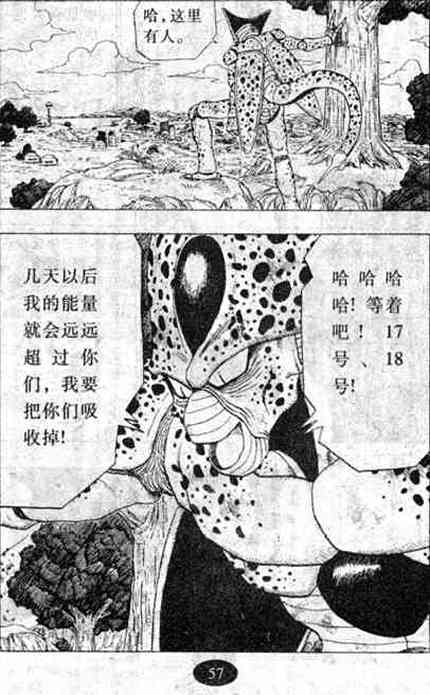 哈，这里
有人。
哈哈哈
哈！等着
吧！17
号、18
号！
几天以后
我的能量
就会远远
超过你
们，我要
把你们吸
收掉！
57